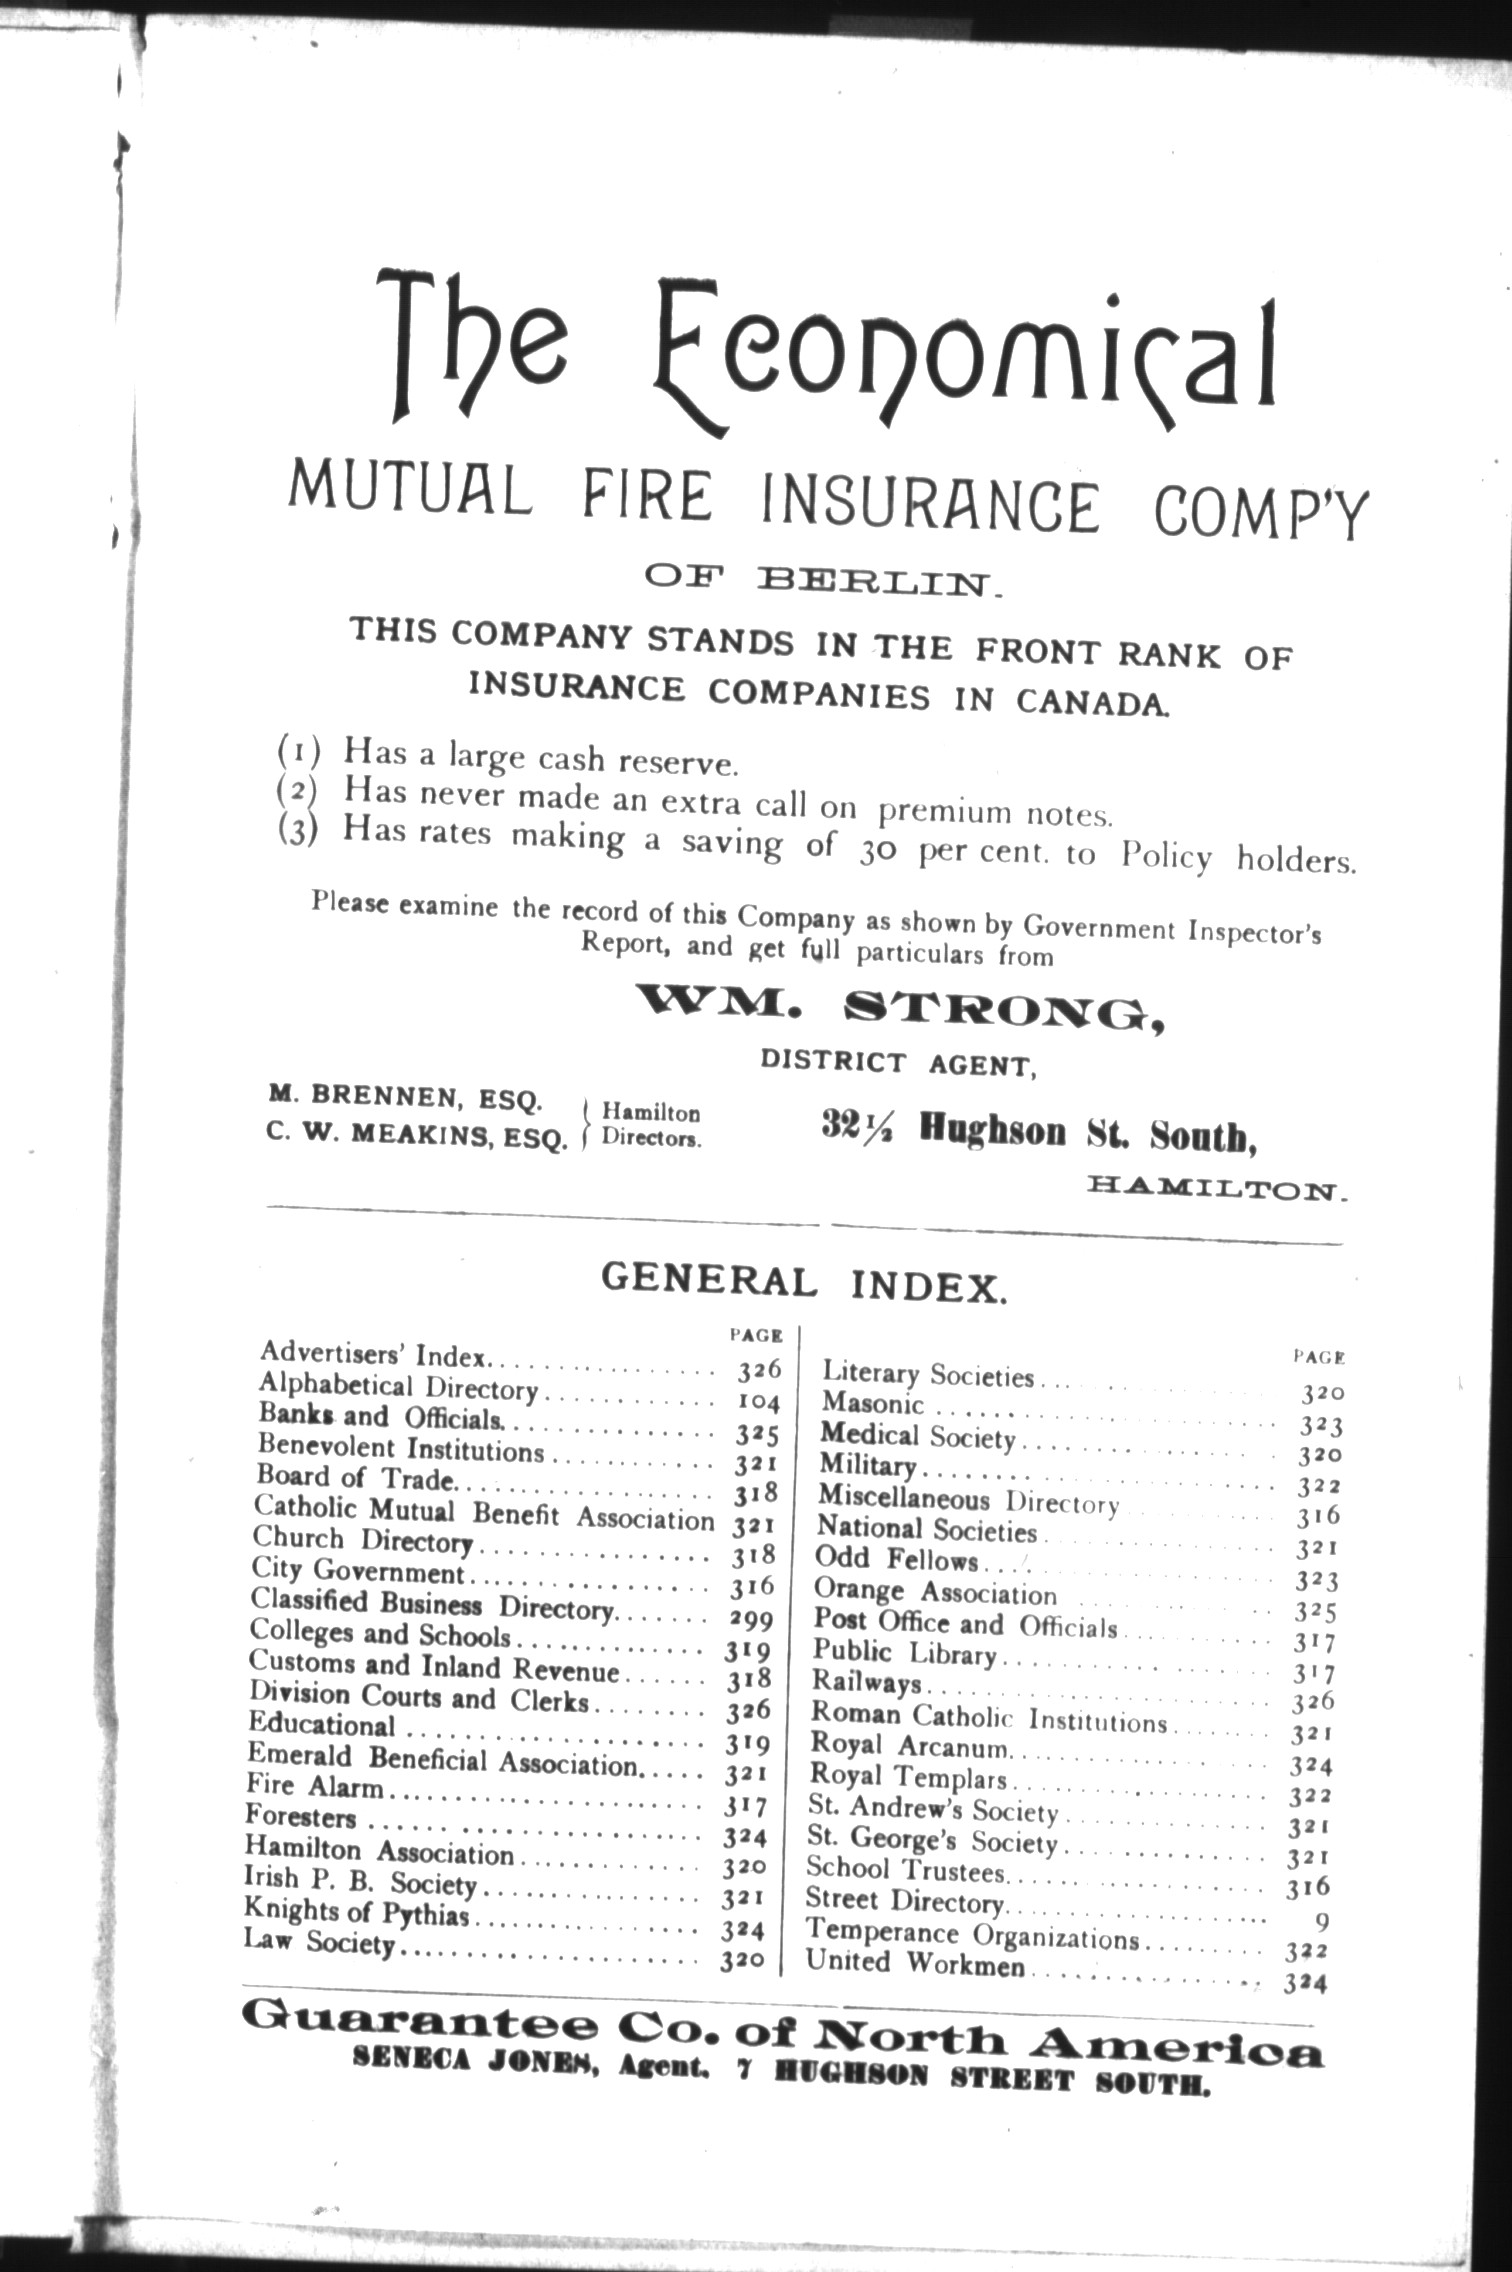 The Economical
MUTUAL FIRE INSURANCE COMP'Y
OF BERLIN.
THIS COMPANY STANDS IN THE FRONT RANK OF
INSURANCE COMPANIES IN CANADA.
(1) Has a large cash reserve.
(2) Has never made an extra call on premium notes.
(3) Has rates making a saving of 30 per cent. to Policy holders.
Please examine the record of this Company as shown by Government Inspector's
Report, and get full particulars from
WM. STRONG,
DISTRICT AGENT,
M. BRENNEN, ESQ.
C. W. MEAKINS, ESQ.
} Hamilton
Directors.
32½ Hughson St. South,
HAMILTON.
GENERAL INDEX.
PAGE
Advertisers' Index. 326
Alphabetical Directory 104
Banks and Officials. 325
Benevolent Institutions 321
Board of Trade. 318
Catholic Mutual Benefit Association 321
Church Directory 318
City Government 316
Classified Business Directory. 299
Colleges and Schools 319
Customs and Inland Revenue 318
Division Courts and Clerks 326
Educational 319
Emerald Beneficial Association. 321
Fire Alarm 317
Foresters 324
Hamilton Association 320
Irish P. B. Society 321
Knights of Pythias 324
Law Society 320
PAGE
Literary Societies 320
Masonic 323
Medical Society 320
Military 322
Miscellaneous Directory 316
National Societies 321
Odd Fellows 323
Orange Association 325
Post Office and Officials 317
Public Library 317
Railways 326
Roman Catholic Institutions 321
Royal Arcanum. 324
Royal Templars 322
St. Andrew's Society 321
St. George's Society 321
School Trustees. 316
Street Directory. 9
Temperance Organizations 322
United Workmen 324
Guarantee Co. of North America
SENECA JONES, Agent. 7 HUGHSON STREET SOUTH.